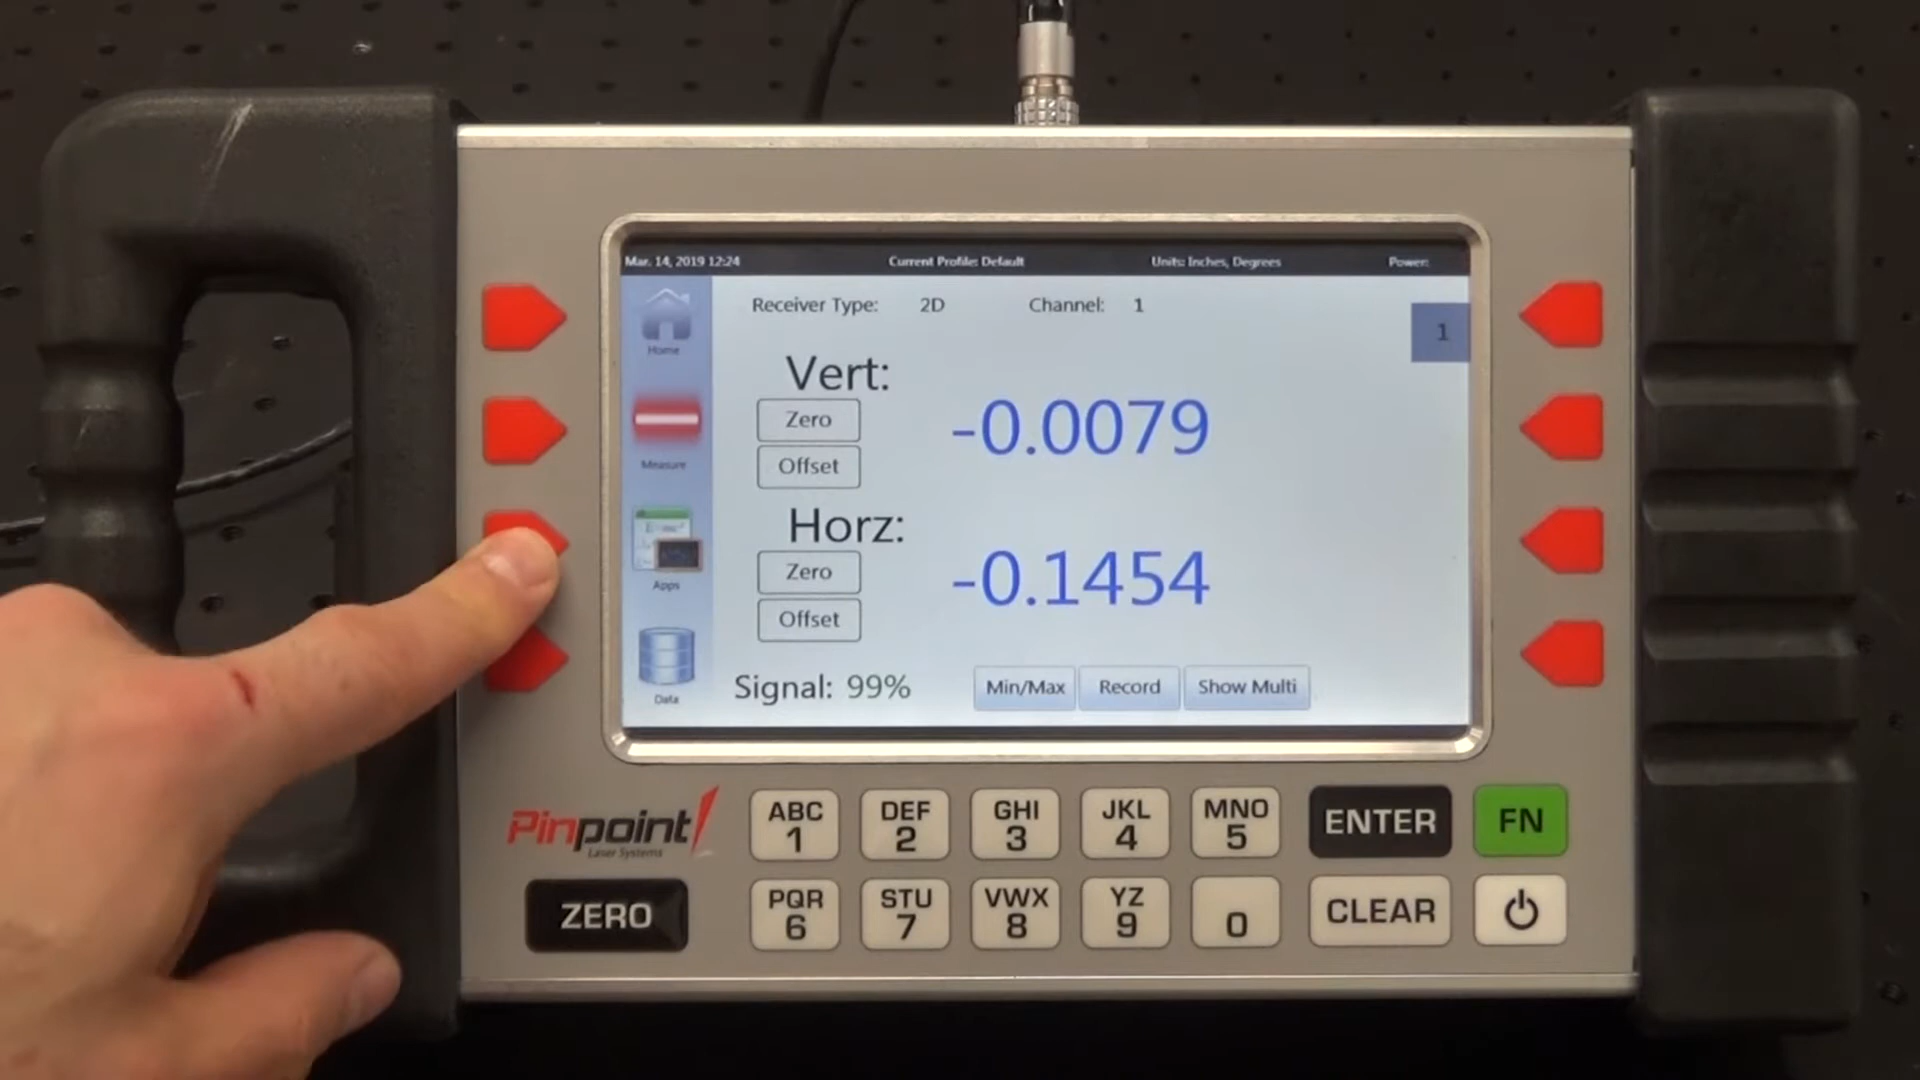 Mar. 14, 2019 12:24 Current Profile: Default Units: Inches, Degrees Power:
Receiver Type: 2D Channel: 1
1
Home
Vert:
Zero
-0.0079
Offset
Measure
Horz:
Zero
-0.1454
Offset
Apps
Signal: 99% Min/Max Record Show Multi
Data
Pinpoint
Laser Systems
ABC DEF GHI JKL MNO
1 2 3 4 5
ENTER FN
ZERO
PQR STU VWX YZ
6 7 8 9 0
CLEAR